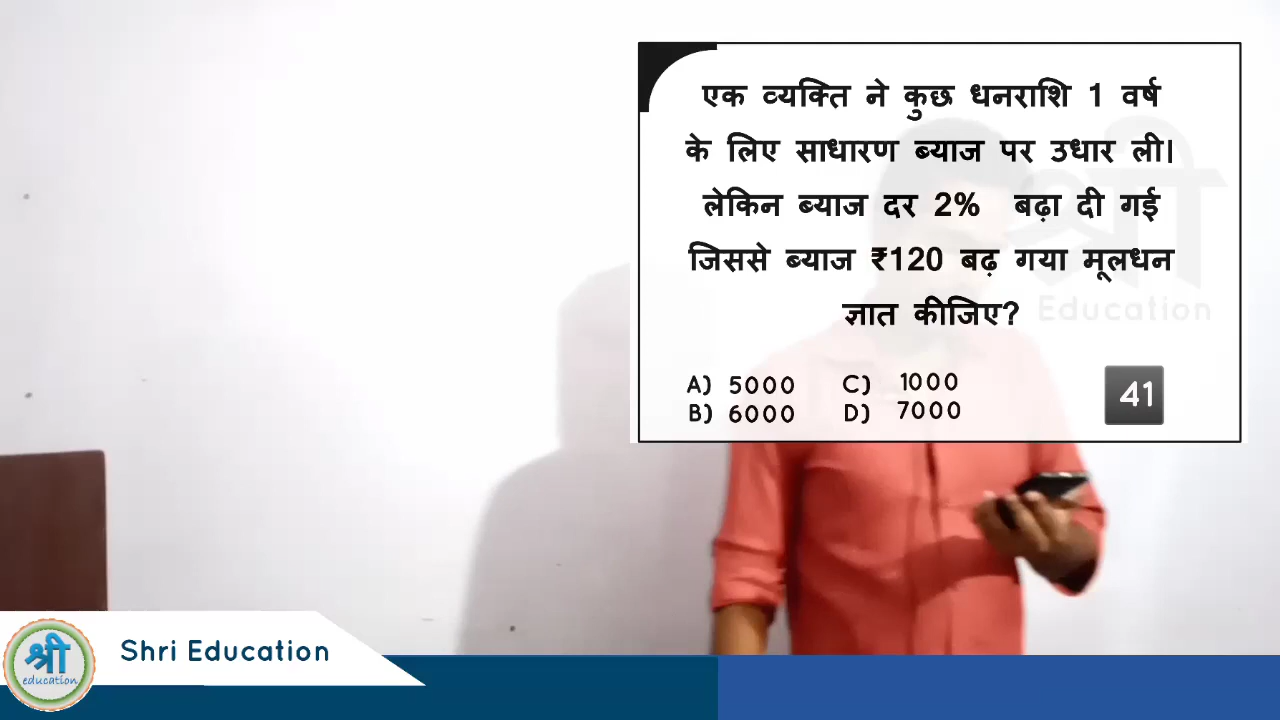 एक व्यक्ति ने कुछ धनराशि 1 वर्ष
के लिए साधारण ब्याज पर उधार ली।
लेकिन ब्याज दर 2% बढ़ा दी गई
जिससे ब्याज ₹120 बढ़ गया मूलधन
ज्ञात कीजिए?
A) 5000 C) 1000
B) 6000 D) 7000
41
श्री
Education
श्री
education
Shri Education